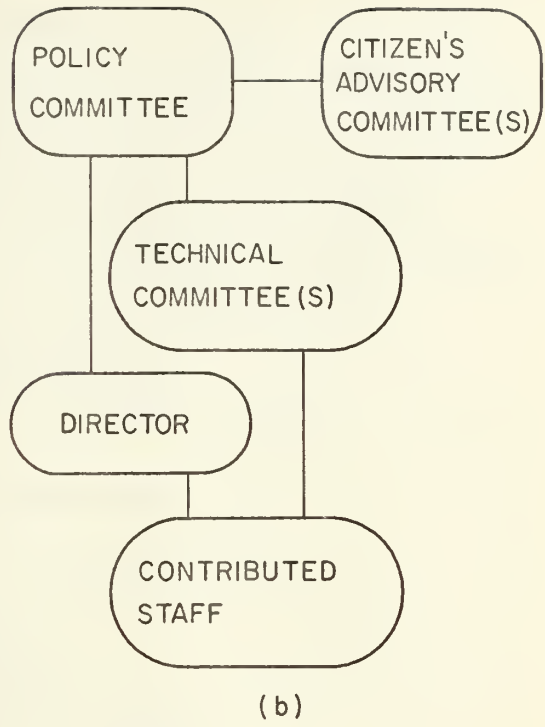 POLICY
COMMITTEE
CITIZEN'S
ADVISORY
COMMITTEE(S)
TECHNICAL
COMMITTEE(S)
DIRECTOR
CONTRIBUTED
STAFF
(b)